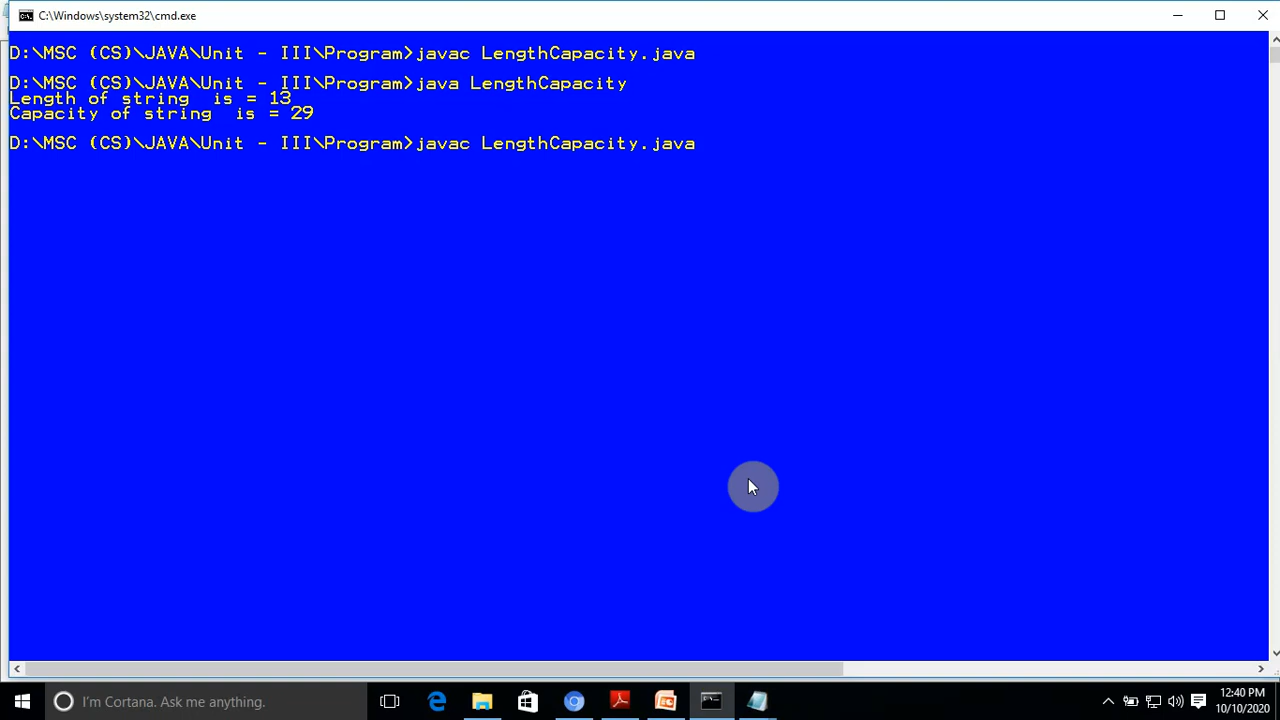 C:\Windows\system32\cmd.exe
D:\MSC (CS)\JAVA\Unit - III\Program>javac LengthCapacity.java
D:\MSC (CS)\JAVA\Unit - III\Program>java LengthCapacity
Length of string  is = 13
Capacity of string  is = 29
D:\MSC (CS)\JAVA\Unit - III\Program>javac LengthCapacity.java
I'm Cortana. Ask me anything.
12:40 PM
10/10/2020